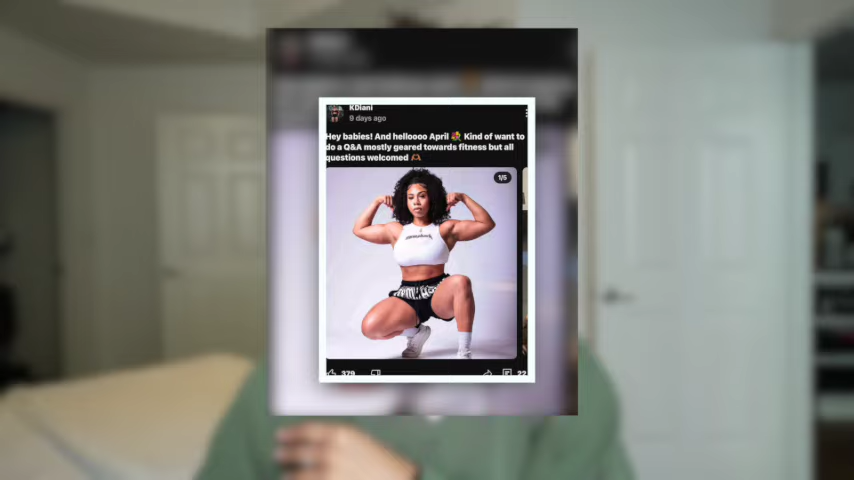 KDiani
9 days ago
Hey babies! And helloooo April 💐 Kind of want to
do a Q&A mostly geared towards fitness but all
questions welcomed 🫶🏽
1/5
379
22